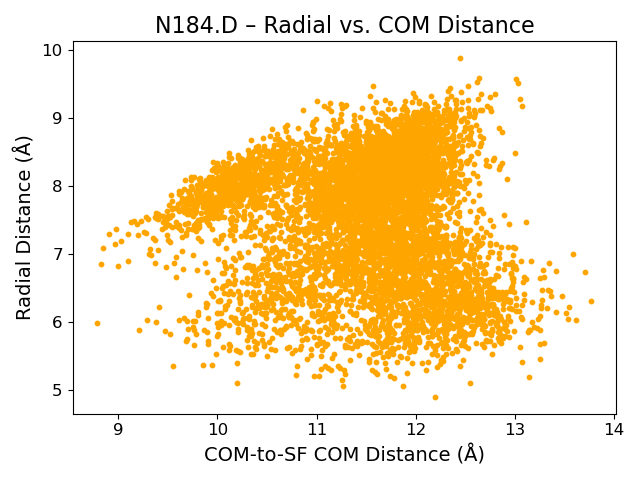 N184.D – Radial vs. COM Distance
10
9
8
7
6
5
Radial Distance (Å)
9 10 11 12 13 14
COM-to-SF COM Distance (Å)